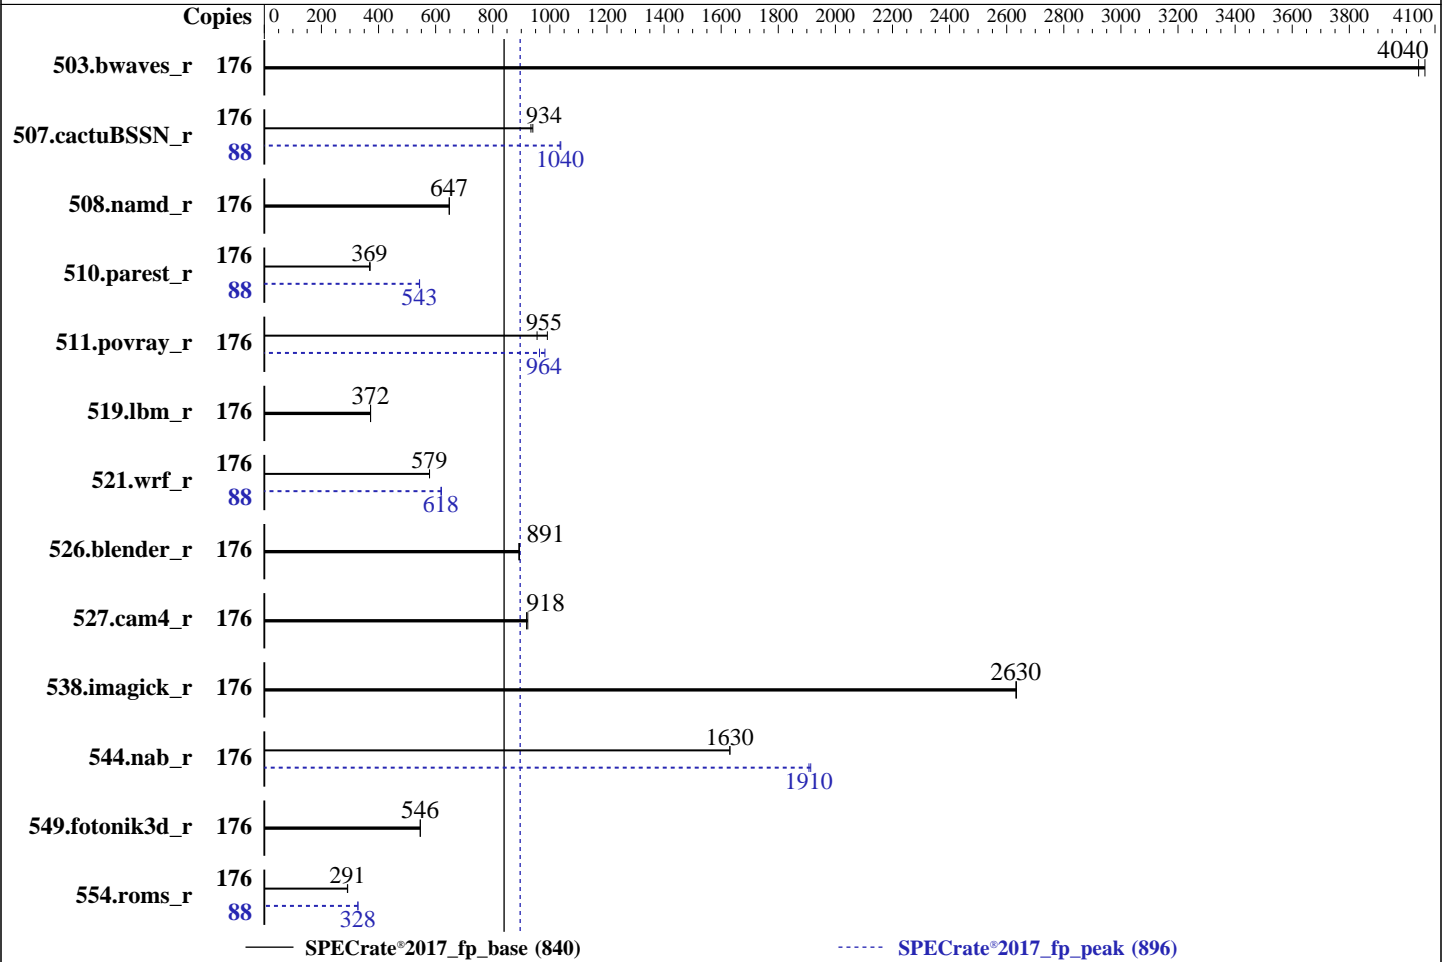 Copies 0 200 400 600 800 1000 1200 1400 1600 1800 2000 2200 2400 2600 2800 3000 3200 3400 3600 3800 4100
503.bwaves_r 176 4040
507.cactuBSSN_r 176 934
88 1040
508.namd_r 176 647
510.parest_r 176 369
88 543
511.povray_r 176 955
964
519.lbm_r 176 372
521.wrf_r 176 579
88 618
526.blender_r 176 891
527.cam4_r 176 918
538.imagick_r 176 2630
544.nab_r 176 1630
1910
549.fotonik3d_r 176 546
554.roms_r 176 291
88 328
SPECrate®2017_fp_base (840) SPECrate®2017_fp_peak (896)